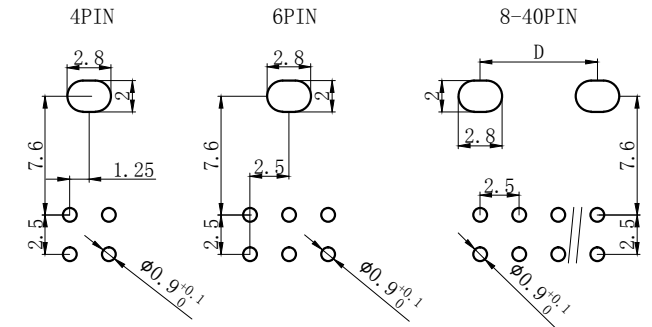 4PIN 6PIN 8-40PIN
2.8 2.8 D
2 2 2
2.8
7.6 7.6 7.6
1.25 2.5 2.5
2.5 2.5 2.5
Ø0.9 +0.1 0 Ø0.9 +0.1 0 Ø0.9 +0.1 0